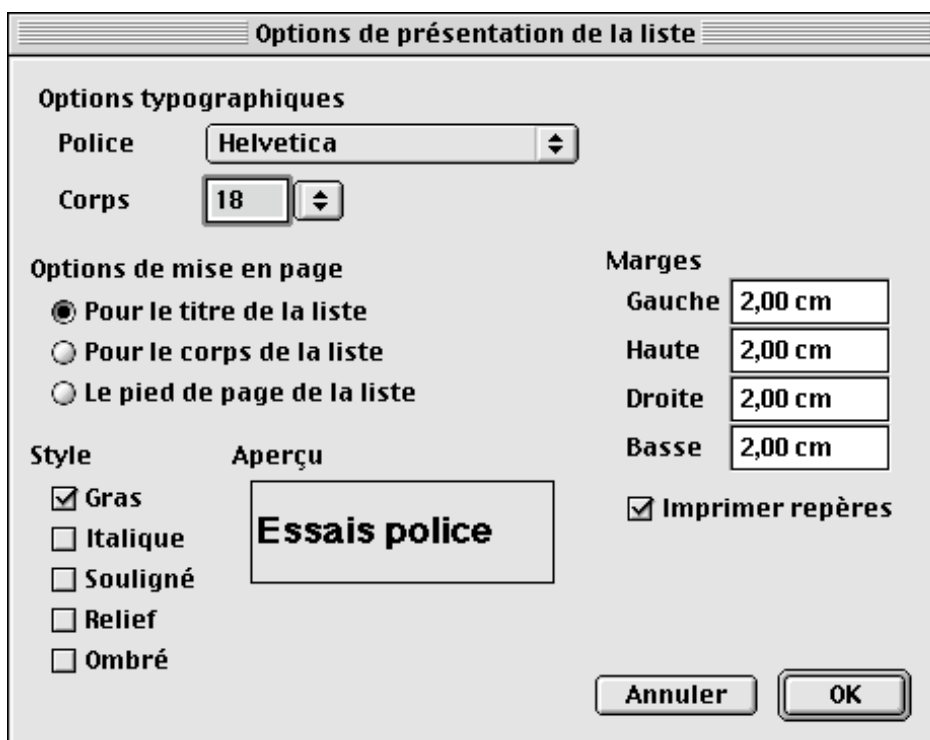 Options de présentation de la liste
Options typographiques
Police Helvetica
Corps 18
Options de mise en page
Pour le titre de la liste
Pour le corps de la liste
Le pied de page de la liste
Marges
Gauche 2,00 cm
Haute 2,00 cm
Droite 2,00 cm
Basse 2,00 cm
Imprimer repères
Style
Gras
Italique
Souligné
Relief
Ombré
Aperçu
Essais police
Annuler OK